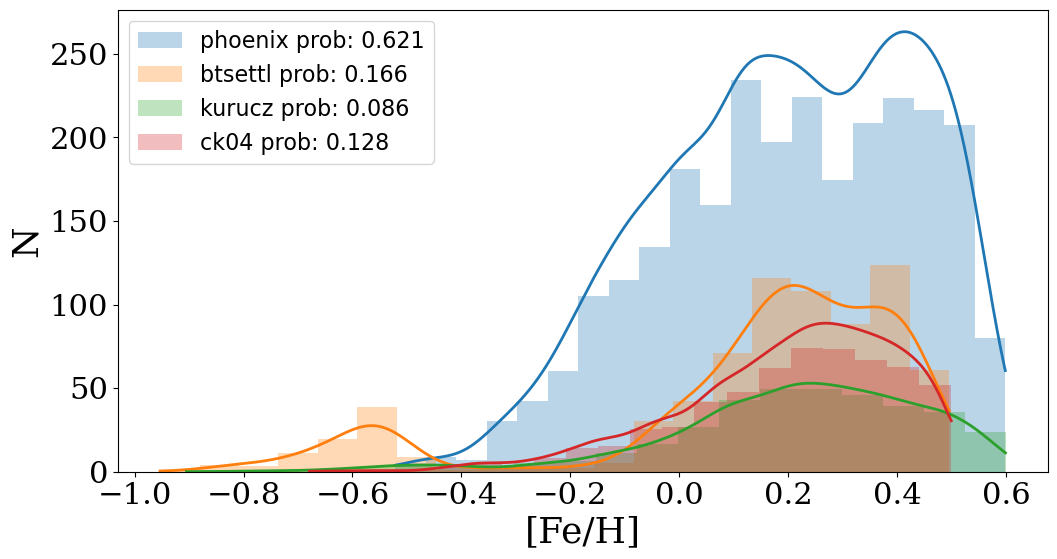 phoenix prob: 0.621
btsettl prob: 0.166
kurucz prob: 0.086
ck04 prob: 0.128
250
200
150
100
50
0
N
−1.0 −0.8 −0.6 −0.4 −0.2 0.0 0.2 0.4 0.6
[Fe/H]